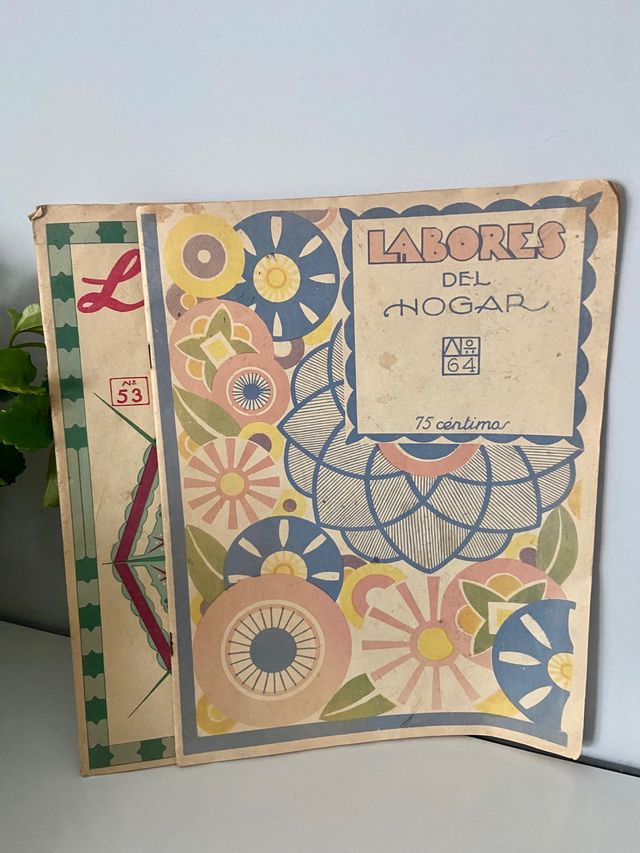 LABORES
DEL
HOGAR
Nº
64
75 céntimos
L
Nº
53